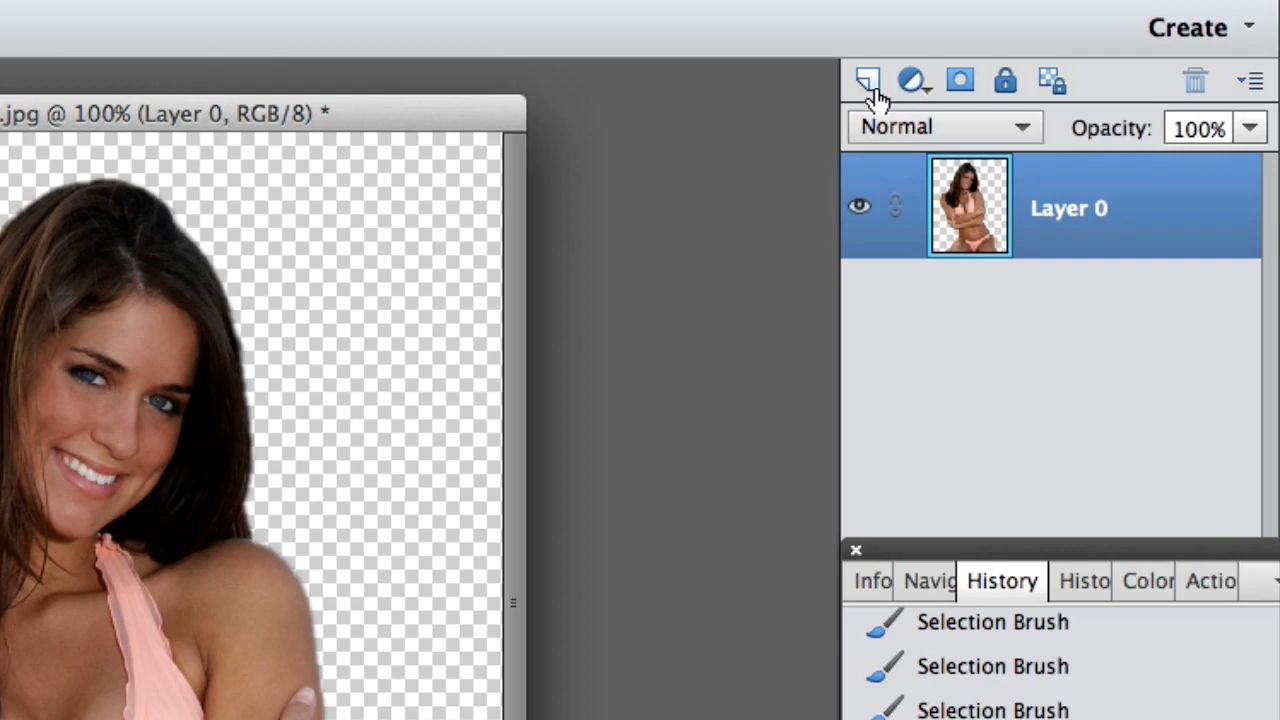 Create
.jpg @ 100% (Layer 0, RGB/8) *
Normal
Opacity: 100%
Layer 0
Info Navig History Histo Color Actio
Selection Brush
Selection Brush
Selection Brush